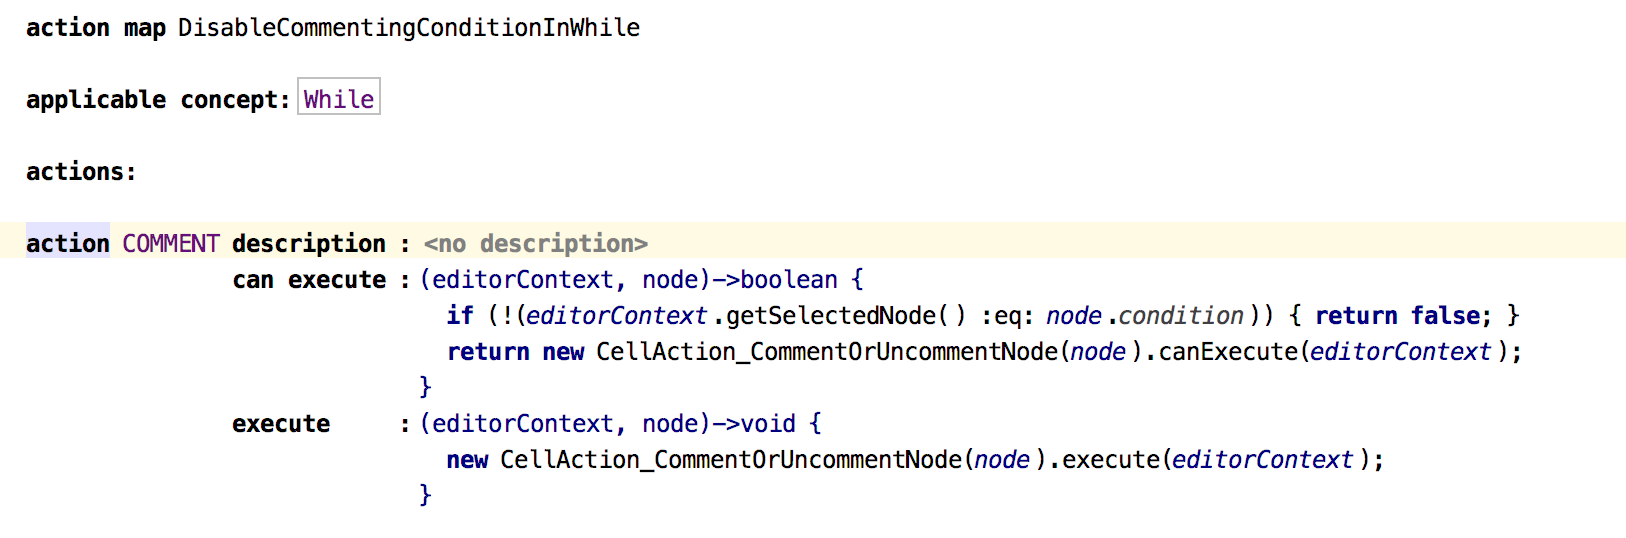 action map DisableCommentingConditionInWhile
applicable concept: While
actions:
action COMMENT description : <no description>
can execute : (editorContext, node)->boolean {
if (!(editorContext.getSelectedNode() :eq: node.condition)) { return false; }
return new CellAction_CommentOrUncommentNode(node).canExecute(editorContext);
}
execute : (editorContext, node)->void {
new CellAction_CommentOrUncommentNode(node).execute(editorContext);
}